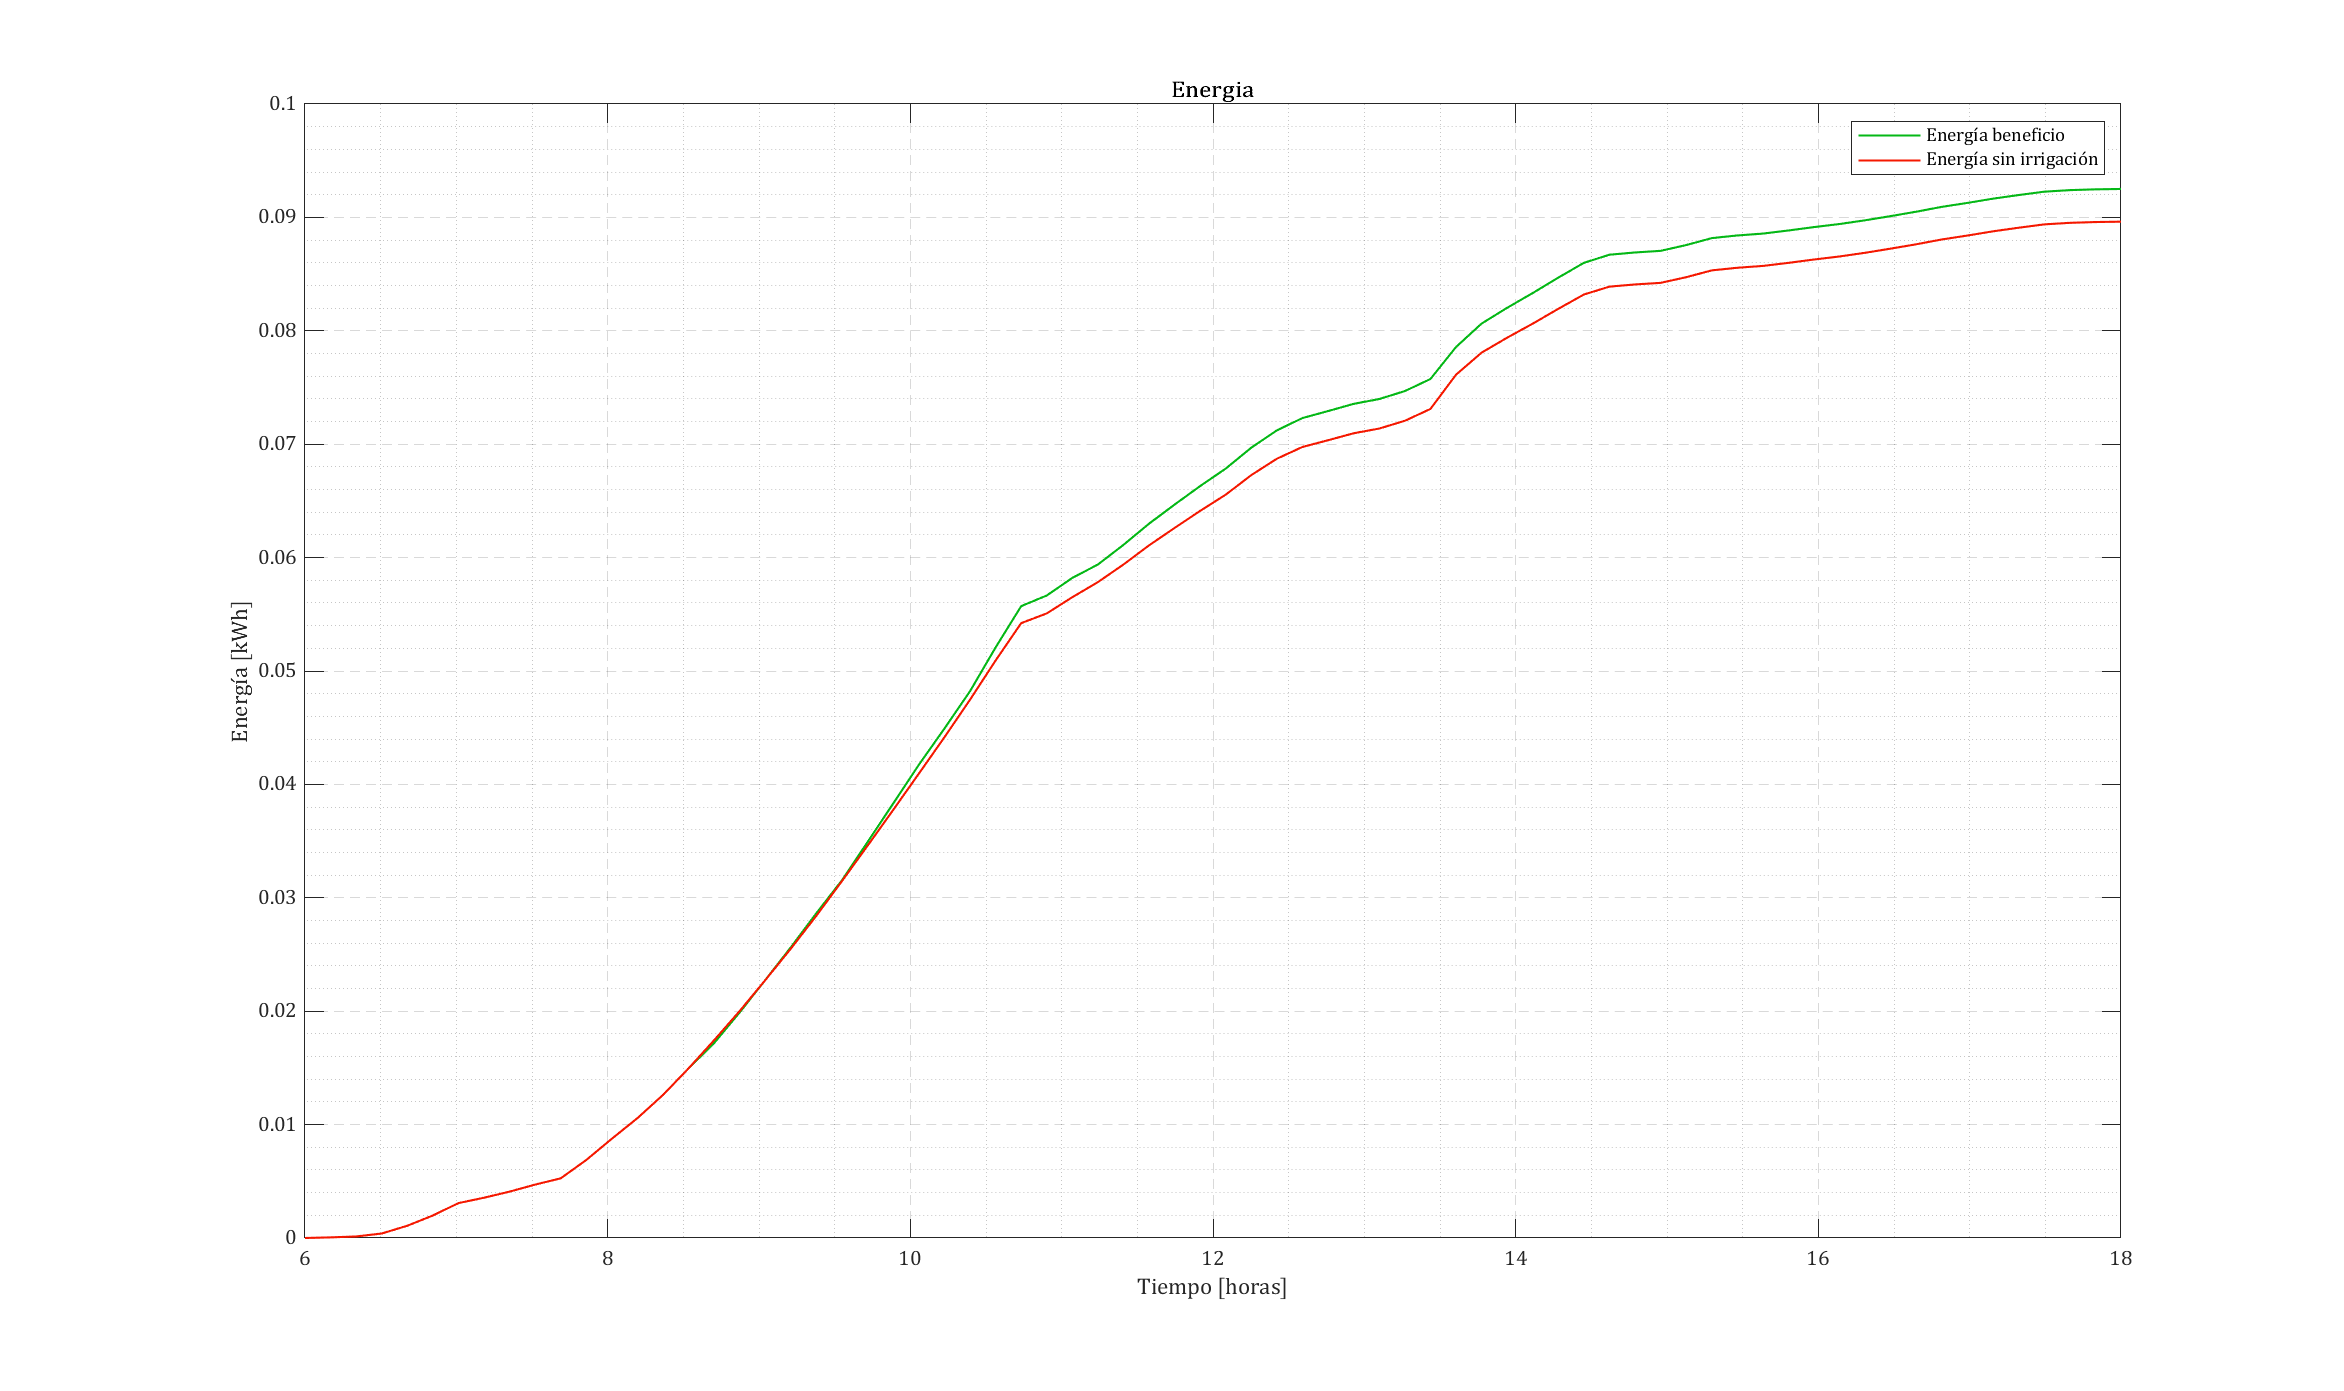 Energia
0.1
0.09
0.08
0.07
0.06
0.05
0.04
0.03
0.02
0.01
0
Energía [kWh]
Energía beneficio
Energía sin irrigación
6 8 10 12 14 16 18
Tiempo [horas]